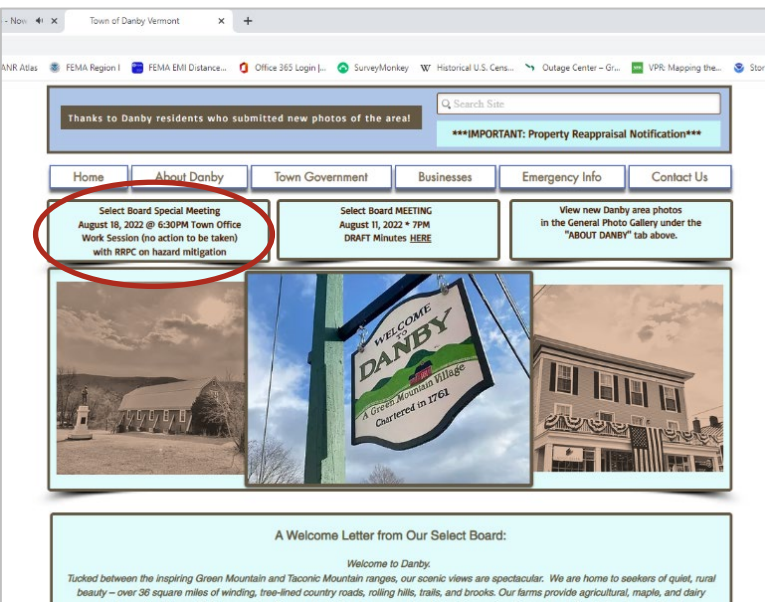 - Now
Town of Danby Vermont
ANR Atlas
FEMA Region I
FEMA EMI Distance...
Office 365 Login |...
SurveyMonkey
Historical U.S. Cens...
Outage Center – Gr...
VPR: Mapping the...
Stor
Thanks to Danby residents who submitted new photos of the area!
Search Site
***IMPORTANT: Property Reappraisal Notification***
Home
About Danby
Town Government
Businesses
Emergency Info
Contact Us
Select Board Special Meeting
August 18, 2022 @ 6:30PM Town Office
Work Session (no action to be taken)
with RRPC on hazard mitigation
Select Board MEETING
August 11, 2022 * 7PM
DRAFT Minutes HERE
View new Danby area photos
in the General Photo Gallery under the
"ABOUT DANBY" tab above.
WELCOME
TO
DANBY
A Green Mountain Village
Chartered in 1761
A Welcome Letter from Our Select Board:
Welcome to Danby.
Tucked between the inspiring Green Mountain and Taconic Mountain ranges, our scenic views are spectacular. We are home to seekers of quiet, rural
beauty – over 36 square miles of winding, tree-lined country roads, rolling hills, trails, and brooks. Our farms provide agricultural, maple, and dairy